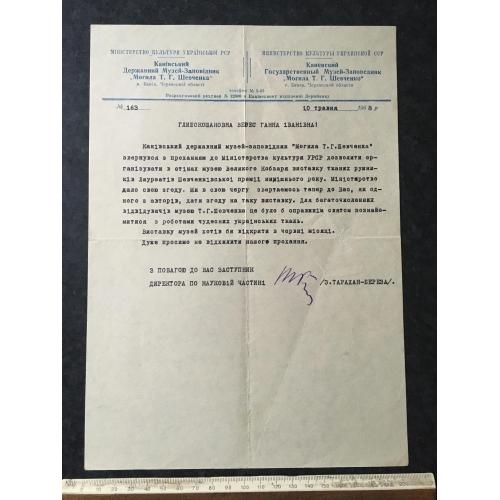 МІНІСТЕРСТВО КУЛЬТУРИ УКРАЇНСЬКОЇ РСР
Канівський
Державний Музей-Заповідник
„Могила Т. Г. Шевченка"
м. Канів, Черкаської області
МИНИСТЕРСТВО КУЛЬТУРЫ УКРАИНСКОЙ ССР
Каневский
Государственный Музей-Заповедник
„Могила Т. Г. Шевченко"
г. Канев, Черкасской области
№ 163
10 травня 1968 р
ГЛИБОКОШАНОВНА ВЕРЕС ГАННА ІВАНІВНА!
Канівський державний музей-заповідник "Могила Т.Г.Шевченка"
звернувся з проханням до Міністерства культури УРСР дозволити ор-
ганізувати в стінах музею Великого Кобзаря виставку тканих рушни-
ків Лауреатів Шевченківської премії нинішнього року. Міністерство
дало свою згоду. Ми в свою чергу звертаємось тепер до Вас, як од-
ного з авторів, дати згоду на таку виставку. Для багаточисленних
відвідувачів музею Т.Г.Шевченка це було б справжнім святом познайо-
митися з роботами чудесних українських ткаль.
Виставку музей хотів би відкрити в червні місяці.
Дуже просимо не відхилити нашого прохання.
З ПОВАГОЮ ДО ВАС ЗАСТУПНИК
ДИРЕКТОРА ПО НАУКОВІЙ ЧАСТИНІ /З.ТАРАХАН-БЕРЕЗА/.